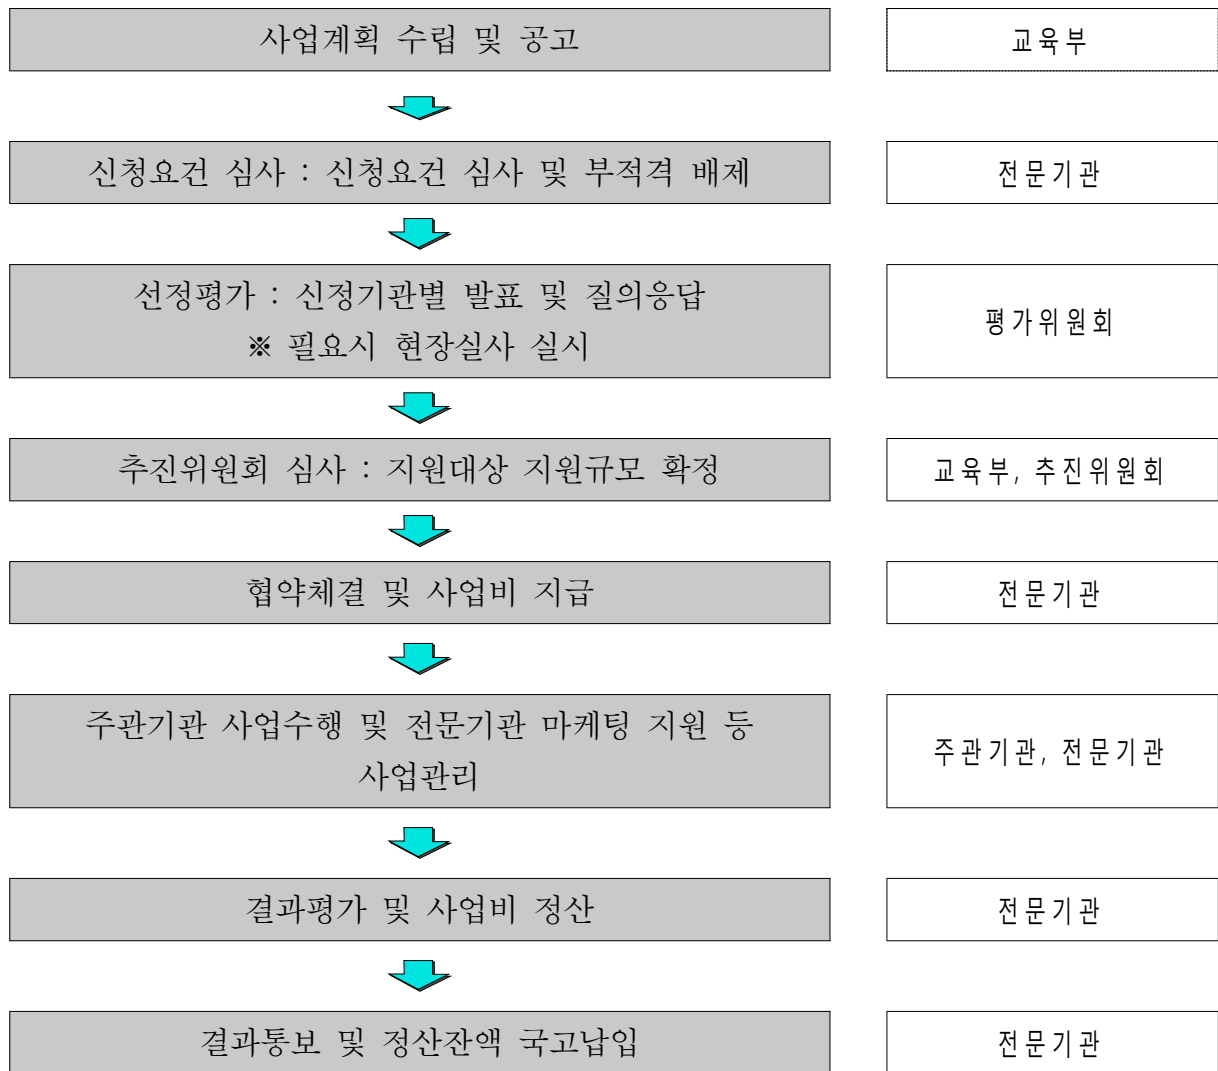 사업계획 수립 및 공고
교육부
신청요건 심사 : 신청요건 심사 및 부적격 배제
전문기관
선정평가 : 신정기관별 발표 및 질의응답
※ 필요시 현장실사 실시
평가위원회
추진위원회 심사 : 지원대상 지원규모 확정
교육부, 추진위원회
협약체결 및 사업비 지급
전문기관
주관기관 사업수행 및 전문기관 마케팅 지원 등
사업관리
주관기관, 전문기관
결과평가 및 사업비 정산
전문기관
결과통보 및 정산잔액 국고납입
전문기관